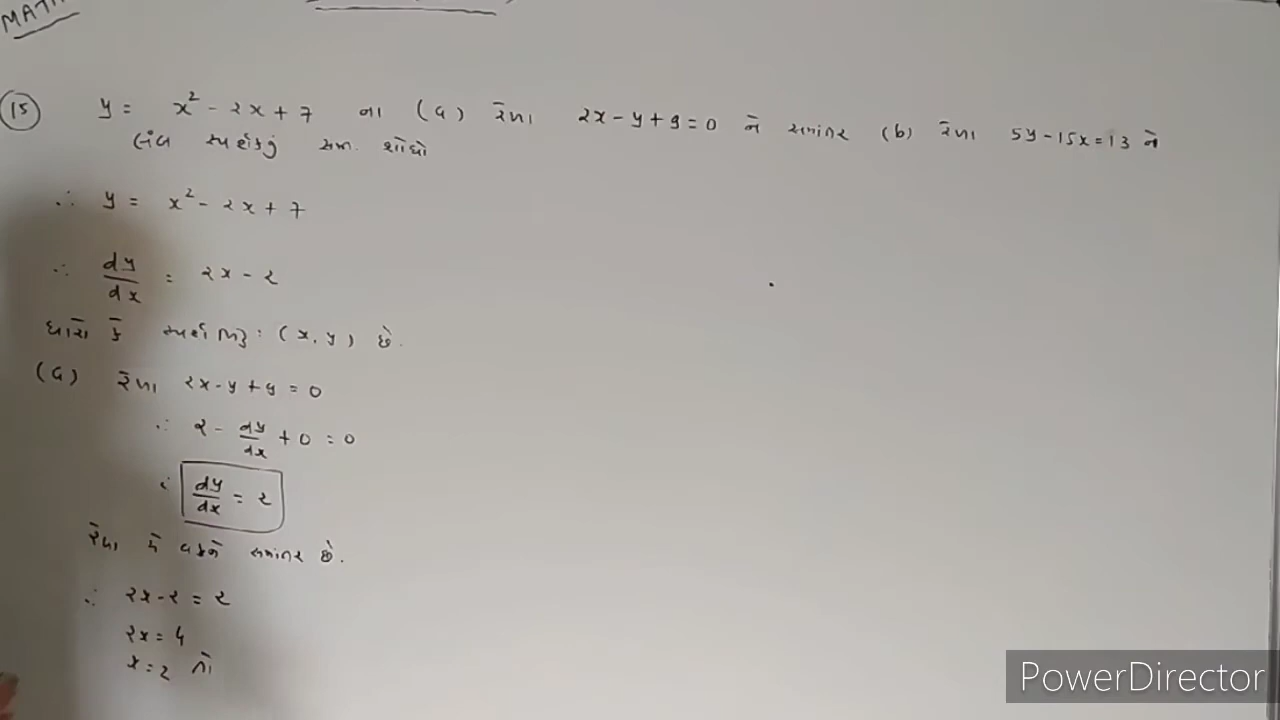 MATH
(15) y = x² - 2x + 7 ના (a) રેખા 2x - y + 9 = 0 ને સમાંતર (b) રેખા 5y - 15x = 13 ને
લંબ સ્પર્શકનું સમી. શોધો
∴ y = x² - 2x + 7
∴ dy/dx = 2x - 2
ધારો કે સ્પર્શબિંદુ : (x, y) છે.
(a) રેખા 2x - y + 9 = 0
∴ 2 - dy/dx + 0 = 0
∴ dy/dx = 2
રેખા એ વક્રને સમાંતર છે.
∴ 2x - 2 = 2
2x = 4
x = 2 તો
PowerDirector